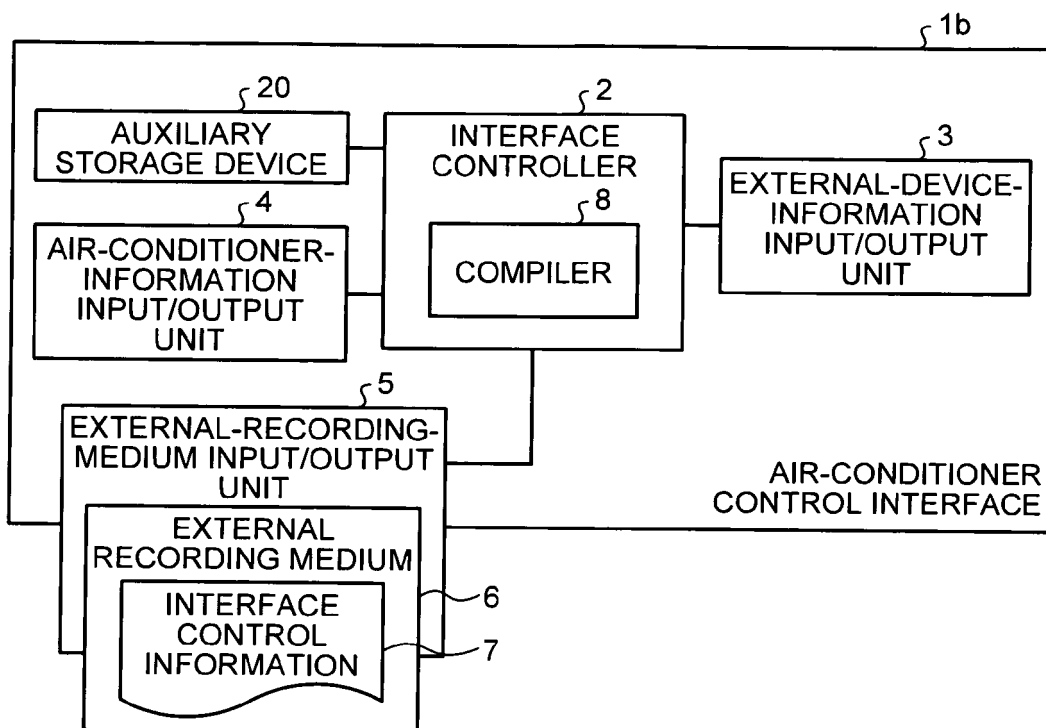 1b
20
AUXILIARY
STORAGE DEVICE
2
INTERFACE
CONTROLLER
3
EXTERNAL-DEVICE-
INFORMATION
INPUT/OUTPUT
UNIT
4
AIR-CONDITIONER-
INFORMATION
INPUT/OUTPUT
UNIT
8
COMPILER
5
EXTERNAL-RECORDING-
MEDIUM INPUT/OUTPUT
UNIT
AIR-CONDITIONER
CONTROL INTERFACE
EXTERNAL
RECORDING MEDIUM
6
INTERFACE
CONTROL
INFORMATION
7